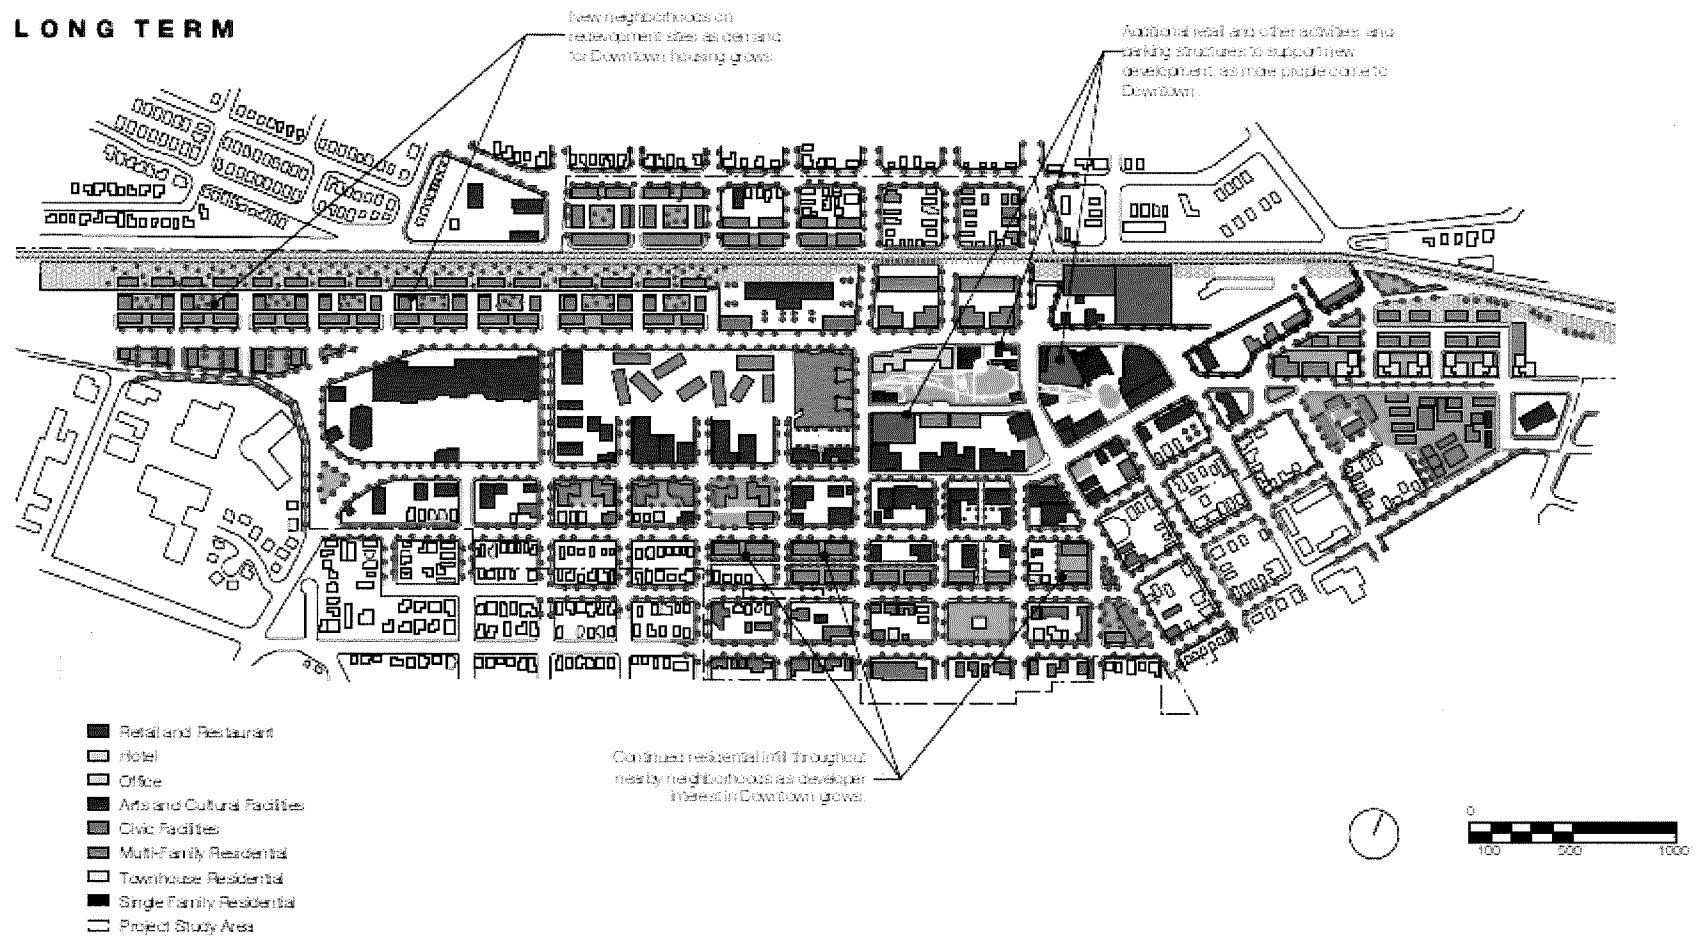 LONG TERM
New neighborhoods on
redevopment sites as demand
for Downtown housing grows
Additional retail and other activities and
parking structures to support new
development, as more people come to
Downtown.
Retail and Restaurant
Hotel
Office
Arts and Cultural Facilities
Civic Facilities
Multi-Family Residential
Townhouse Residential
Single Family Residential
Project Study Area
Continued residential infill throughout
nearby neighborhoods as developer
interest in Downtown grows.
0
100 500 1000